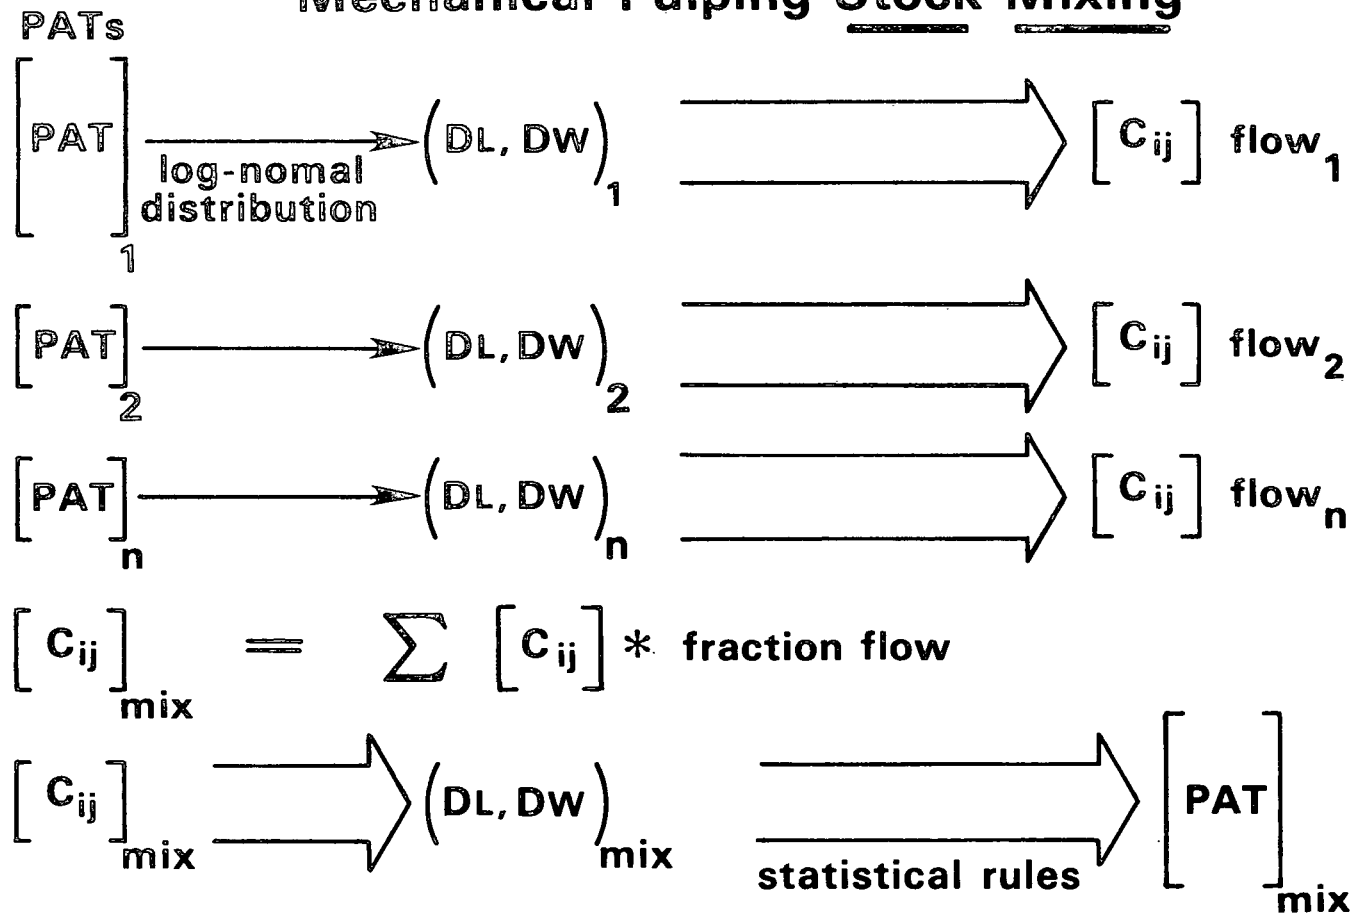 Mechanical Pulping Stock Mixing
PATs
[PAT]1 log-nomal distribution (DL, DW)1 [Cij] flow1
[PAT]2 (DL, DW)2 [Cij] flow2
[PAT]n (DL, DW)n [Cij] flown
[Cij]mix = Σ [Cij] * fraction flow
[Cij]mix (DL, DW)mix statistical rules [PAT]mix